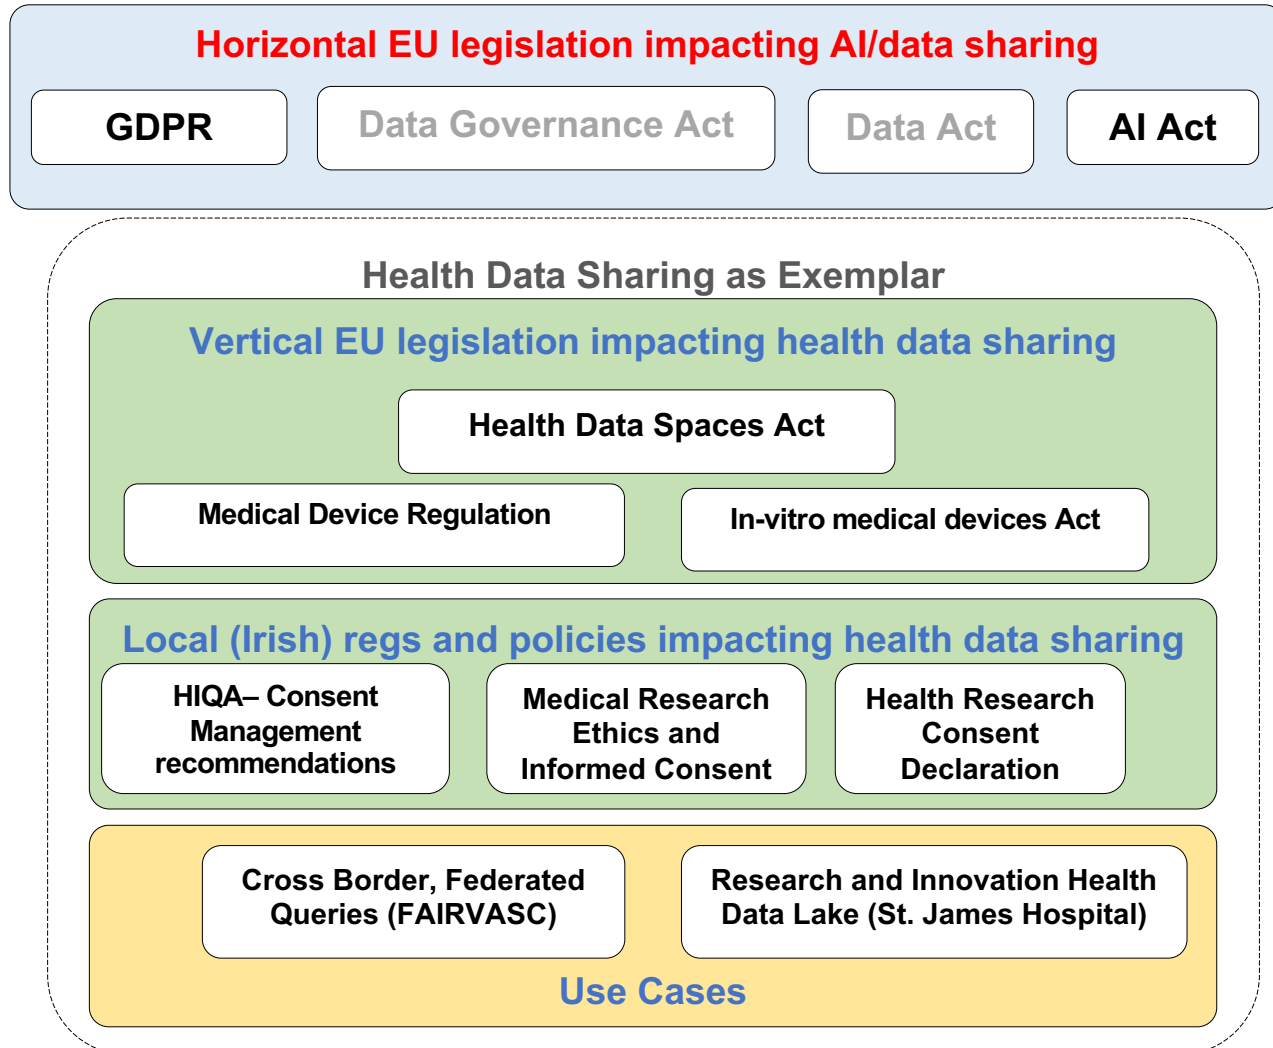 Horizontal EU legislation impacting AI/data sharing
GDPR
Data Governance Act
Data Act
AI Act
Health Data Sharing as Exemplar
Vertical EU legislation impacting health data sharing
Health Data Spaces Act
Medical Device Regulation
In-vitro medical devices Act
Local (Irish) regs and policies impacting health data sharing
HIQA– Consent
Management
recommendations
Medical Research
Ethics and
Informed Consent
Health Research
Consent
Declaration
Cross Border, Federated
Queries (FAIRVASC)
Research and Innovation Health
Data Lake (St. James Hospital)
Use Cases